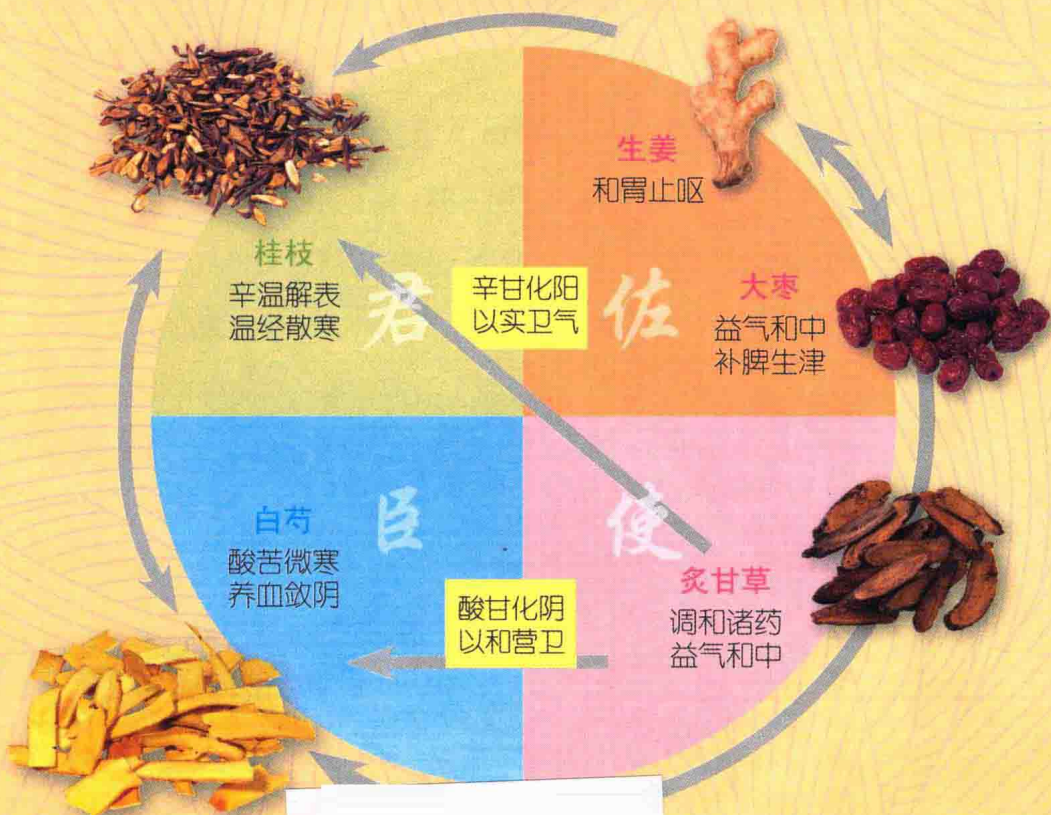 生姜
和胃止呕
桂枝
辛温解表
温经散寒
君
辛甘化阳
以实卫气
佐
大枣
益气和中
补脾生津
白芍
酸苦微寒
养血敛阴
臣
酸甘化阴
以和营卫
使
炙甘草
调和诸药
益气和中